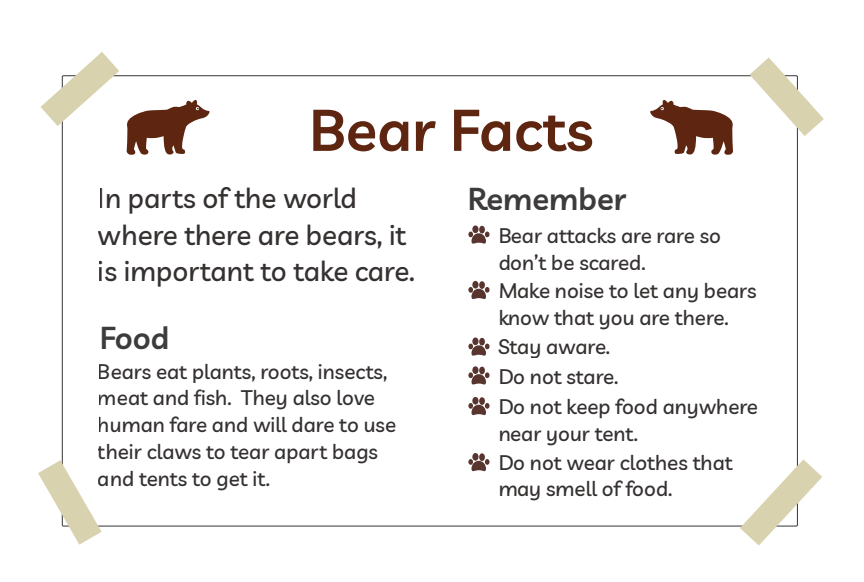 Bear Facts
In parts of the world
where there are bears, it
is important to take care.
Food
Bears eat plants, roots, insects,
meat and fish.  They also love
human fare and will dare to use
their claws to tear apart bags
and tents to get it.
Remember
Bear attacks are rare so
don't be scared.
Make noise to let any bears
know that you are there.
Stay aware.
Do not stare.
Do not keep food anywhere
near your tent.
Do not wear clothes that
may smell of food.